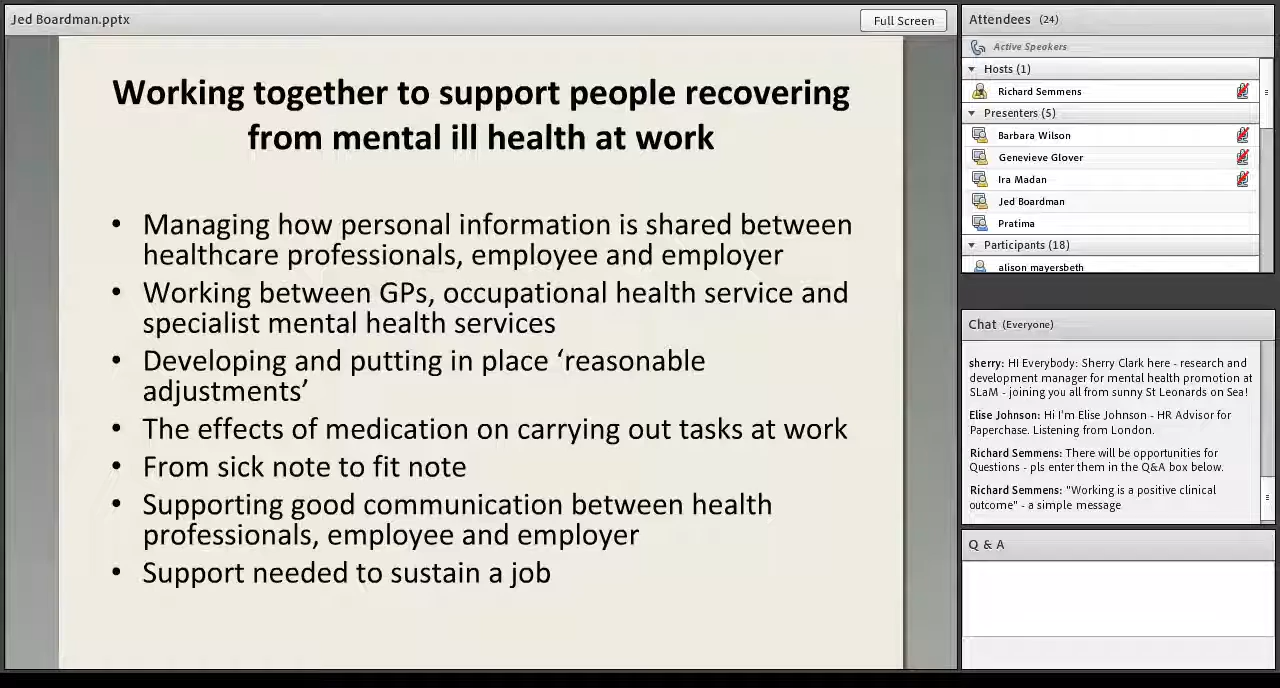 Jed Boardman.pptx
Full Screen
Working together to support people recovering
from mental ill health at work
• Managing how personal information is shared between
healthcare professionals, employee and employer
• Working between GPs, occupational health service and
specialist mental health services
• Developing and putting in place ‘reasonable
adjustments’
• The effects of medication on carrying out tasks at work
• From sick note to fit note
• Supporting good communication between health
professionals, employee and employer
• Support needed to sustain a job
Attendees (24)
Active Speakers
Hosts (1)
Richard Semmens
Presenters (5)
Barbara Wilson
Genevieve Glover
Ira Madan
Jed Boardman
Pratima
Participants (18)
alison mayersbeth
Chat (Everyone)
sherry: HI Everybody: Sherry Clark here - research and
development manager for mental health promotion at
SLaM - joining you all from sunny St Leonards on Sea!
Elise Johnson: Hi I'm Elise Johnson - HR Advisor for
Paperchase. Listening from London.
Richard Semmens: There will be opportunities for
Questions - pls enter them in the Q&A box below.
Richard Semmens: "Working is a positive clinical
outcome" - a simple message
Q & A